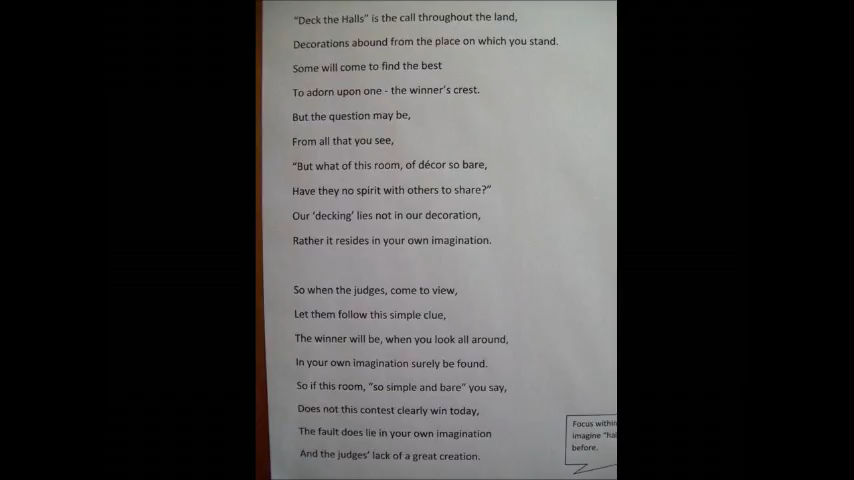 "Deck the Halls" is the call throughout the land,
Decorations abound from the place on which you stand.
Some will come to find the best
To adorn upon one - the winner's crest.
But the question may be,
From all that you see,
"But what of this room, of décor so bare,
Have they no spirit with others to share?"
Our 'decking' lies not in our decoration,
Rather it resides in your own imagination.
So when the judges, come to view,
Let them follow this simple clue,
The winner will be, when you look all around,
In your own imagination surely be found.
So if this room, "so simple and bare" you say,
Does not this contest clearly win today,
The fault does lie in your own imagination
And the judges' lack of a great creation.
Focus within
imagine
before.